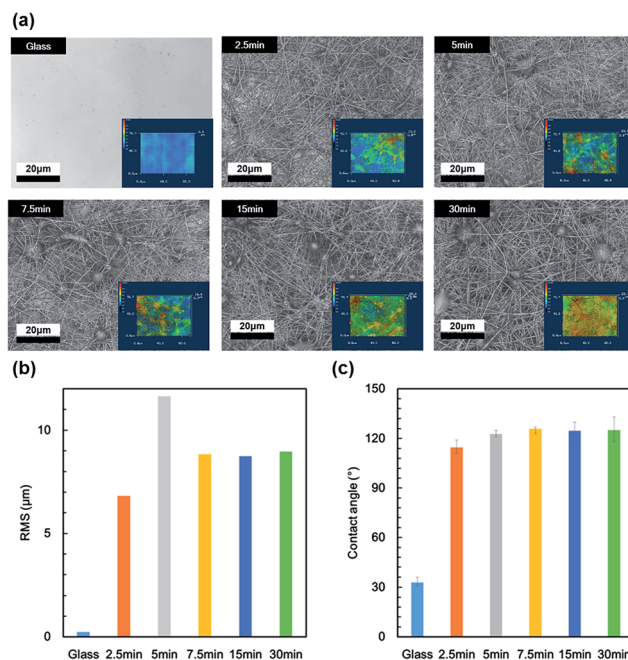 (a)
Glass
2.5min
5min
20μm
20μm
20μm
7.5min
15min
30min
20μm
20μm
20μm
(b)
(c)
10
5
0
RMS (μm)
Glass 2.5min 5min 7.5min 15min 30min
150
120
90
60
30
0
Contact angle (°)
Glass 2.5min 5min 7.5min 15min 30min